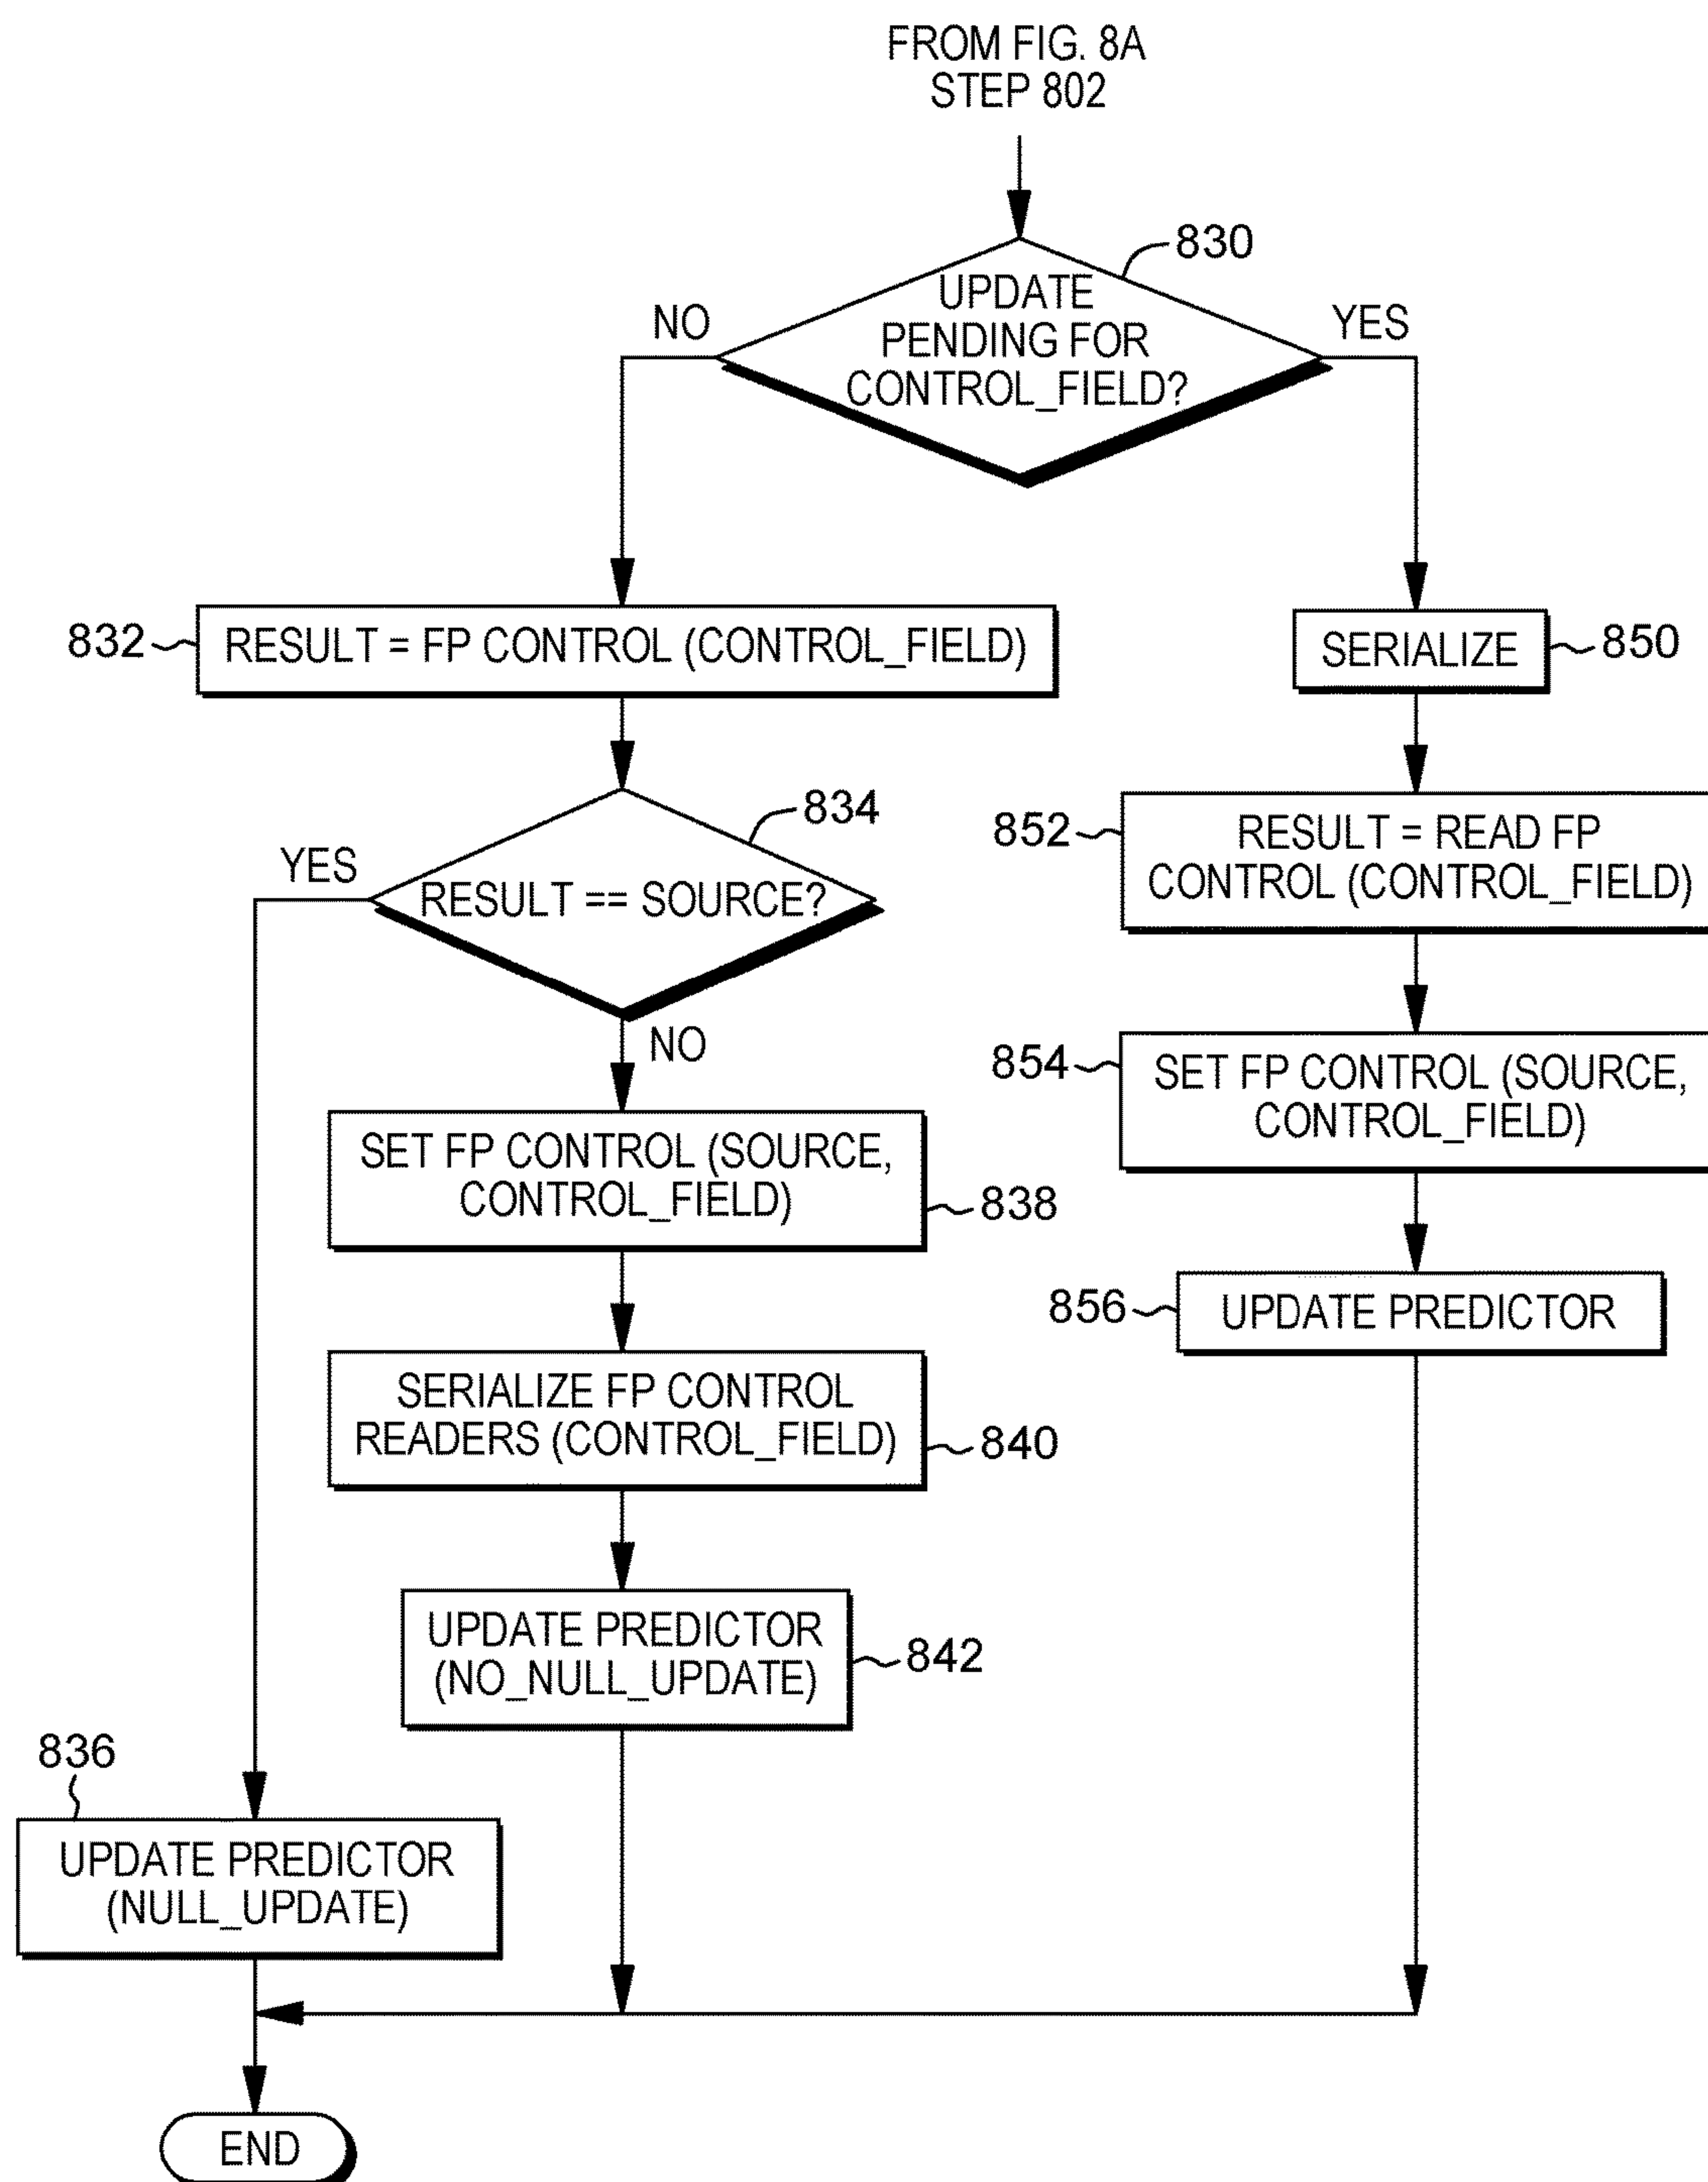 FROM FIG. 8A
STEP 802
830
UPDATE
PENDING FOR
CONTROL_FIELD?
NO
YES
832
RESULT = FP CONTROL (CONTROL_FIELD)
SERIALIZE
850
834
YES
RESULT == SOURCE?
NO
852
RESULT = READ FP
CONTROL (CONTROL_FIELD)
854
SET FP CONTROL (SOURCE,
CONTROL_FIELD)
SET FP CONTROL (SOURCE,
CONTROL_FIELD)
838
856
UPDATE PREDICTOR
SERIALIZE FP CONTROL
READERS (CONTROL_FIELD)
840
UPDATE PREDICTOR
(NO_NULL_UPDATE)
842
836
UPDATE PREDICTOR
(NULL_UPDATE)
END